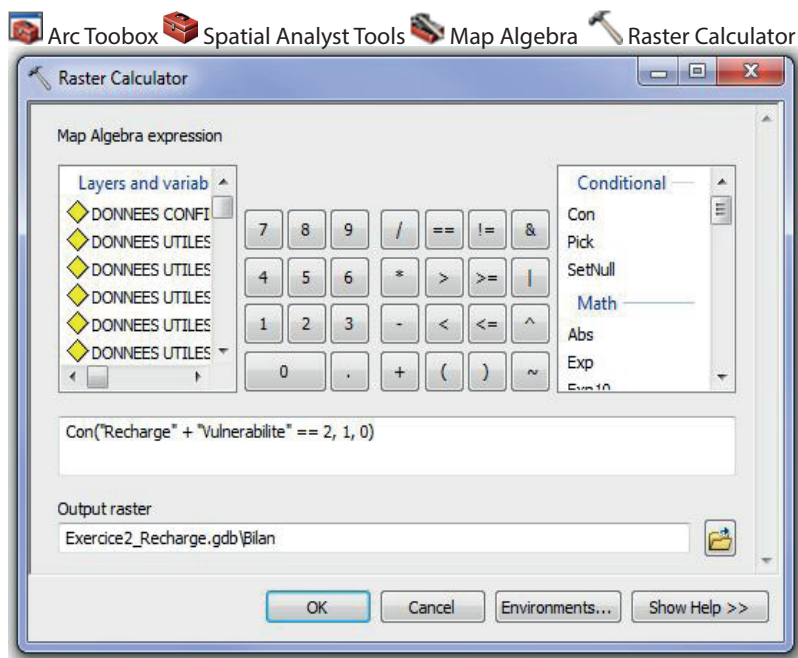 Arc Toobox Spatial Analyst Tools Map Algebra Raster Calculator
Raster Calculator
Map Algebra expression
Layers and variab
DONNEES CONFI
DONNEES UTILES
DONNEES UTILES
DONNEES UTILES
DONNEES UTILES
DONNEES UTILES
7 8 9 / == != &
4 5 6 * > >= |
1 2 3 - < <= ^
0 . + ( ) ~
Conditional
Con
Pick
SetNull
Math
Abs
Exp
Exp10
Con("Recharge" + "Vulnerabilite" == 2, 1, 0)
Output raster
Exercice2_Recharge.gdb\Bilan
OK Cancel Environments... Show Help >>